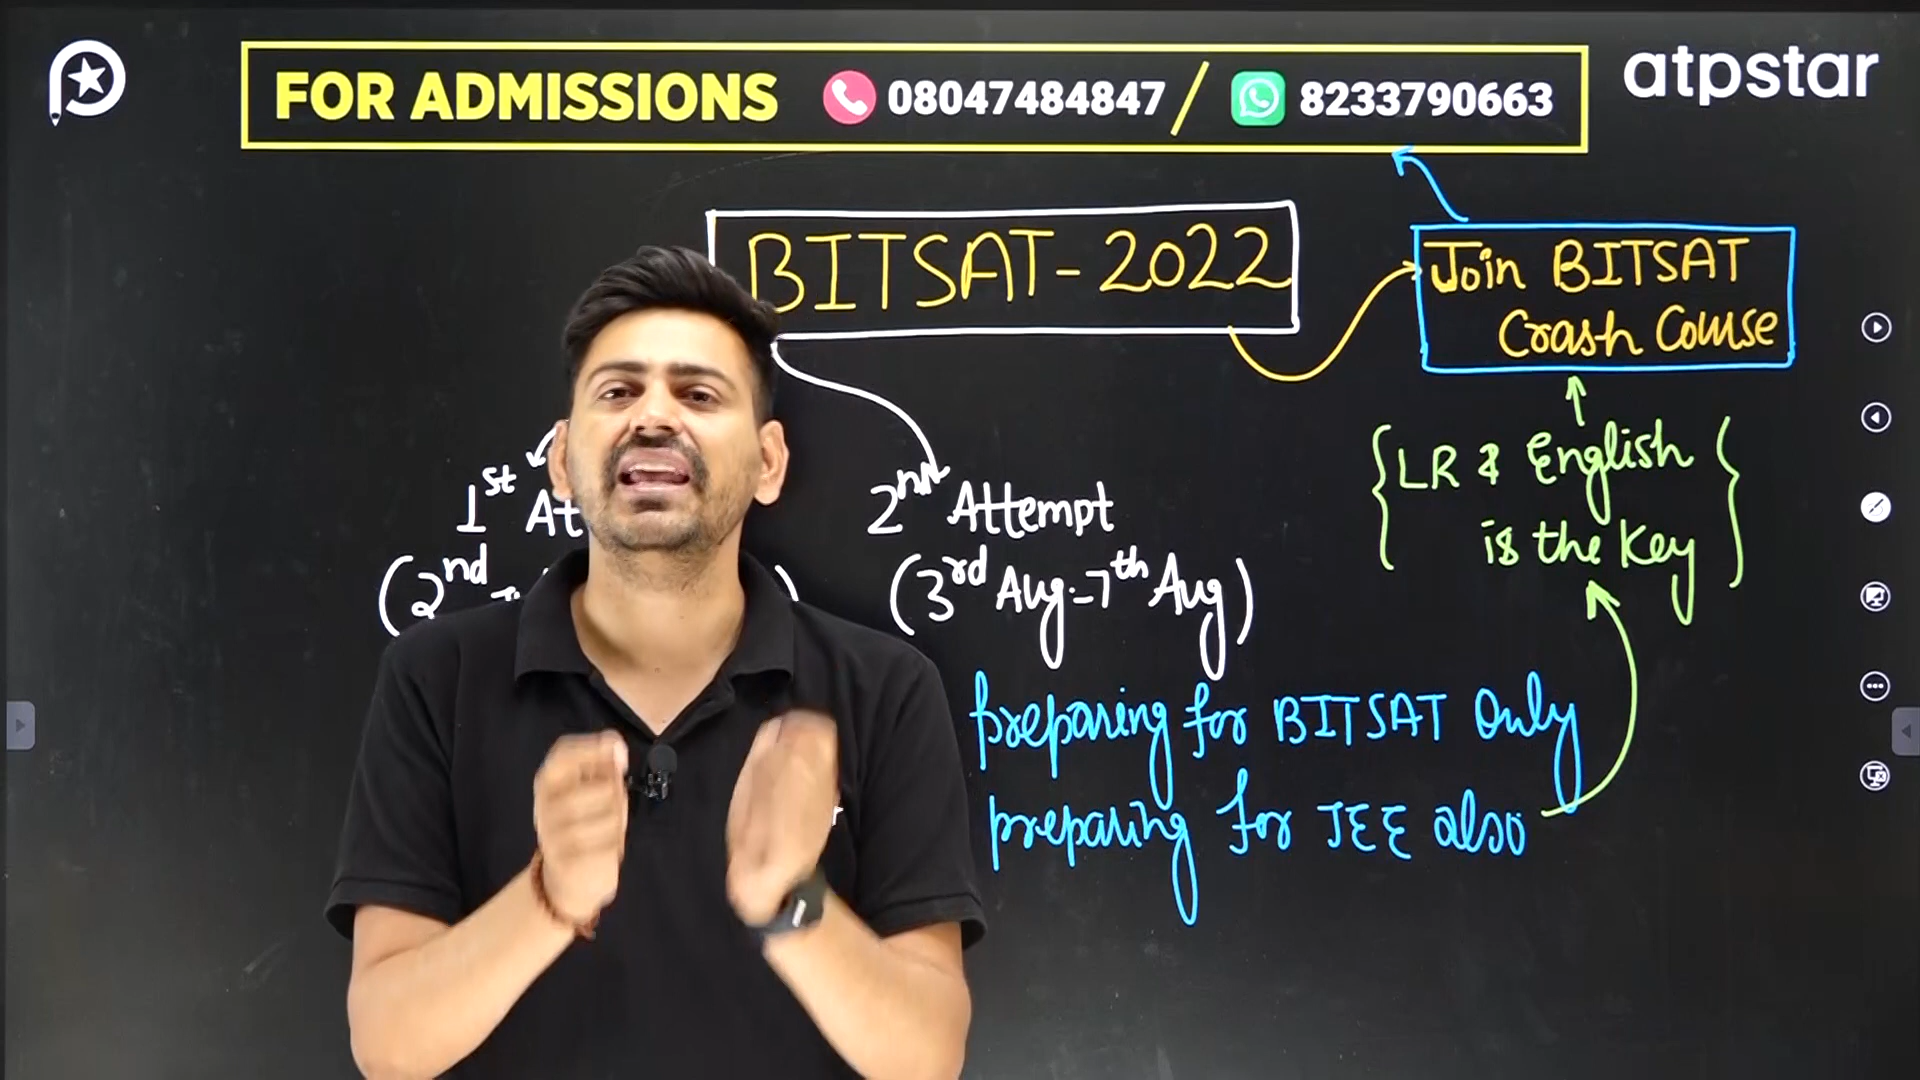 FOR ADMISSIONS 08047484847 / 8233790663
atpstar
BITSAT-2022
Join BITSAT
Crash Course
1st At
2nd Attempt
{LR & English
is the key}
(2nd
)
(3rd Aug-7th Aug)
preparing for BITSAT Only
preparing for JEE also